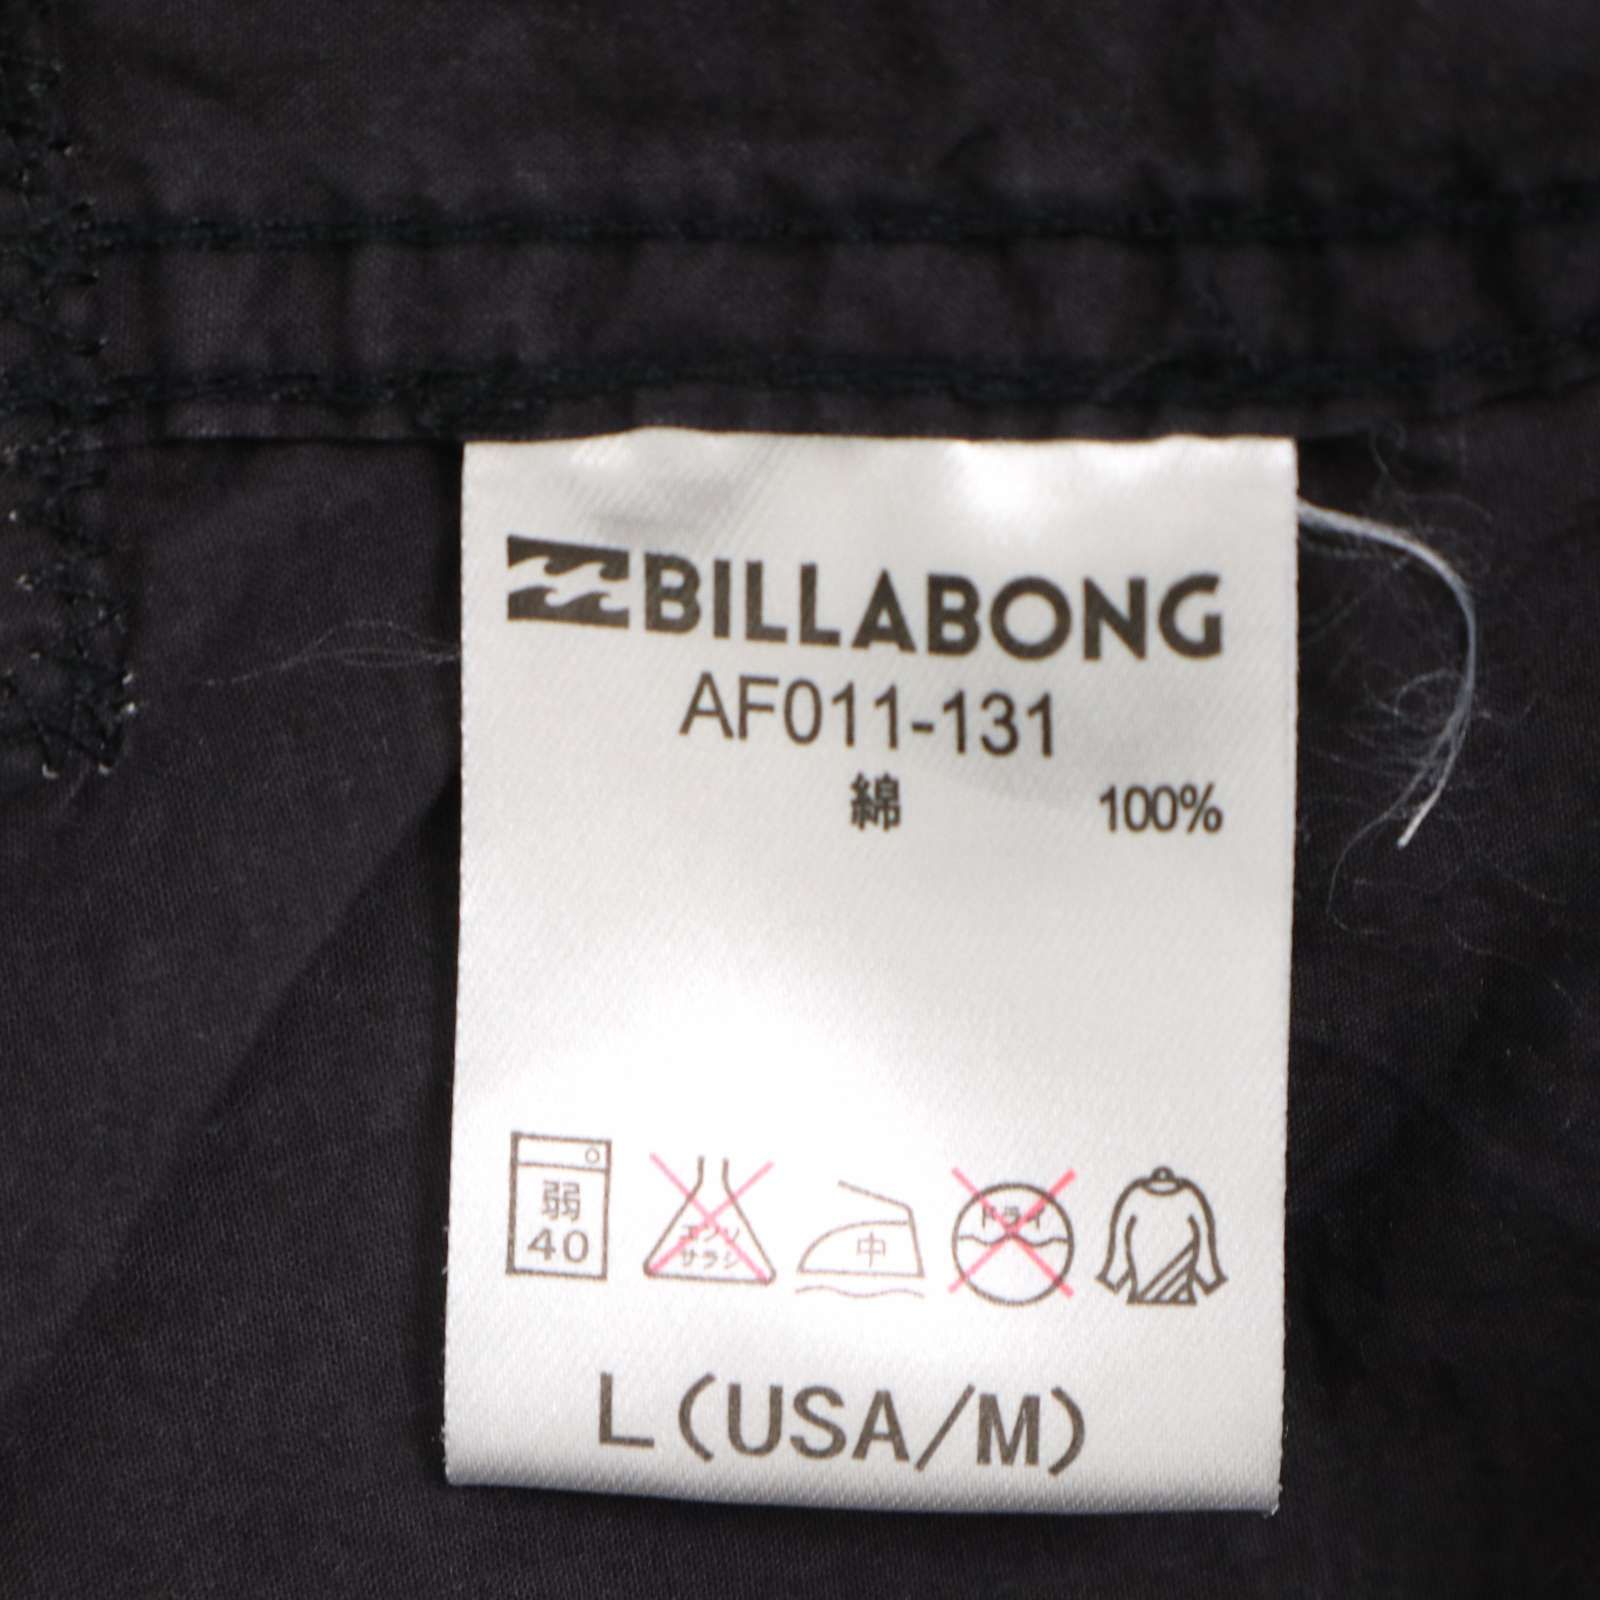 BILLABONG
AF011-131
綿 100%
弱 40
エンソ サラシ
中
ドライ
L(USA/M)